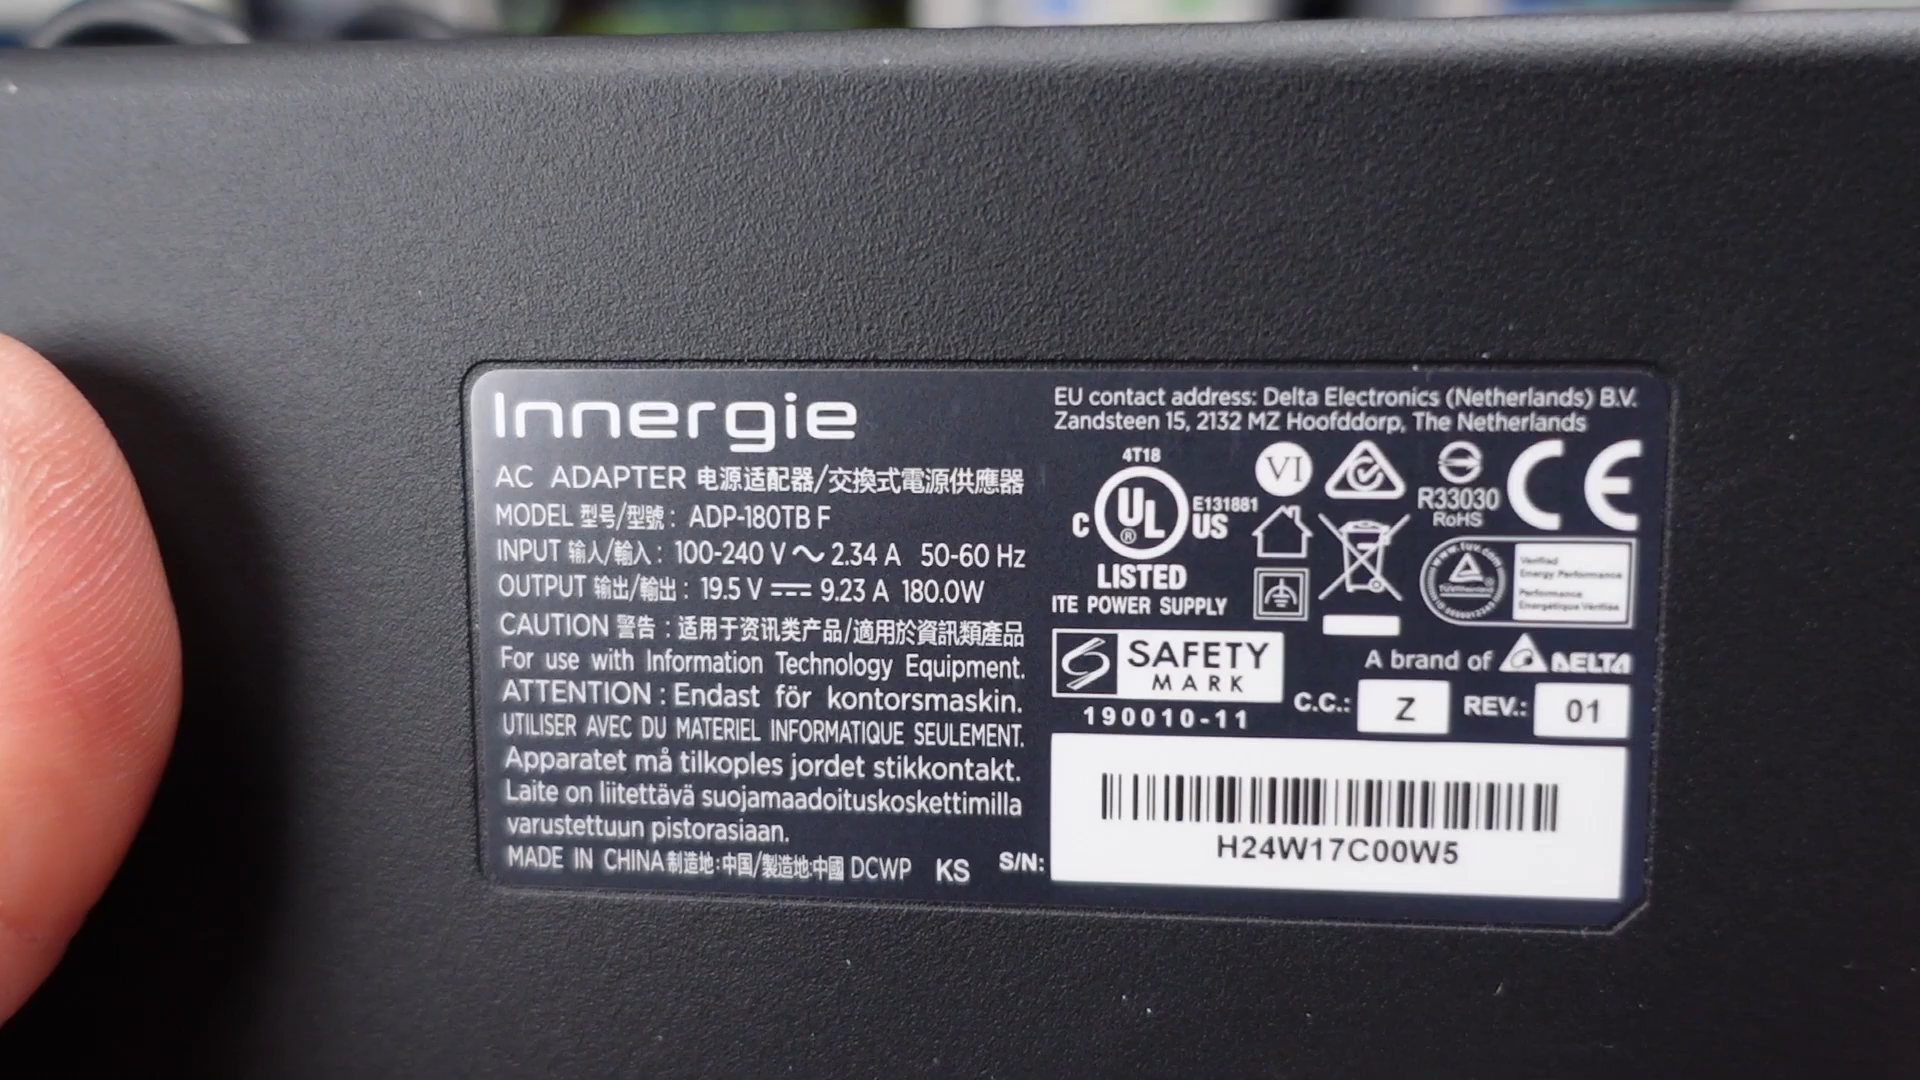 Innergie
AC ADAPTER 电源适配器/交換式電源供應器
MODEL 型号/型號: ADP-180TB F
INPUT 输入/輸入: 100-240 V ~ 2.34 A 50-60 Hz
OUTPUT 输出/輸出: 19.5 V ⎓ 9.23 A 180.0W
CAUTION 警告: 适用于资讯类产品/適用於資訊類產品
For use with Information Technology Equipment.
ATTENTION : Endast för kontorsmaskin.
UTILISER AVEC DU MATERIEL INFORMATIQUE SEULEMENT.
Apparatet må tilkoples jordet stikkontakt.
Laite on liitettävä suojamaadoituskoskettimilla
varustettuun pistorasiaan.
MADE IN CHINA 制造地:中国/製造地:中國 DCWP KS
EU contact address: Delta Electronics (Netherlands) B.V.
Zandsteen 15, 2132 MZ Hoofddorp, The Netherlands
4T18
C UL ® US
E131881
LISTED
ITE POWER SUPPLY
VI
R33030
RoHS
CE
www.tuv.com
TÜVRheinland
Verified
Energy Performance
Performance
Énergétique Vérifiée
SAFETY
MARK
190010-11
A brand of DELTA
C.C.: Z REV.: 01
S/N: H24W17C00W5